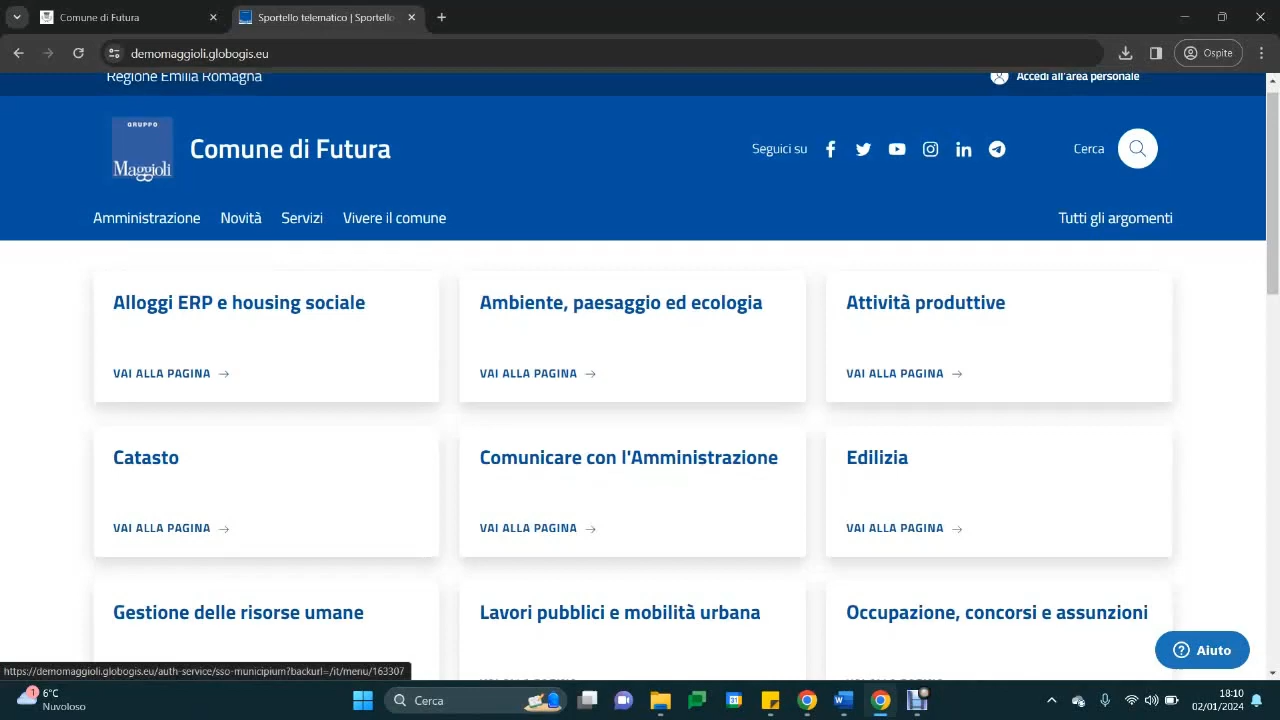 Comune di Futura
Sportello telematico | Sportello
demomaggioli.globogis.eu
Ospite
Regione Emilia Romagna
Accedi all'area personale
GRUPPO
Maggioli
Comune di Futura
Seguici su
Cerca
Amministrazione
Novità
Servizi
Vivere il comune
Tutti gli argomenti
Alloggi ERP e housing sociale
Ambiente, paesaggio ed ecologia
Attività produttive
VAI ALLA PAGINA
VAI ALLA PAGINA
VAI ALLA PAGINA
Catasto
Comunicare con l'Amministrazione
Edilizia
VAI ALLA PAGINA
VAI ALLA PAGINA
VAI ALLA PAGINA
Gestione delle risorse umane
Lavori pubblici e mobilità urbana
Occupazione, concorsi e assunzioni
Aiuto
https://demomaggioli.globogis.eu/auth-service/sso-municipium?backurl=/it/menu/163307
1
6°C
Nuvoloso
Cerca
31
18:10
02/01/2024